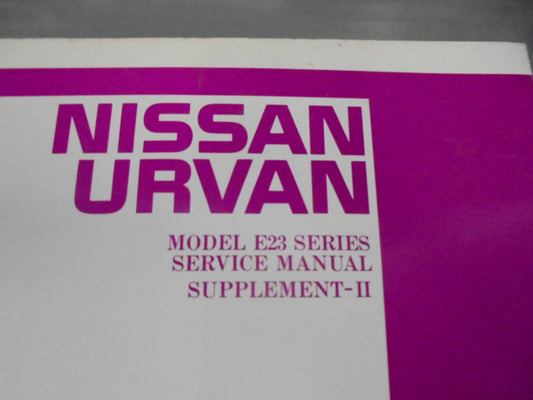 NISSAN
URVAN
MODEL E23 SERIES
SERVICE MANUAL
SUPPLEMENT-II